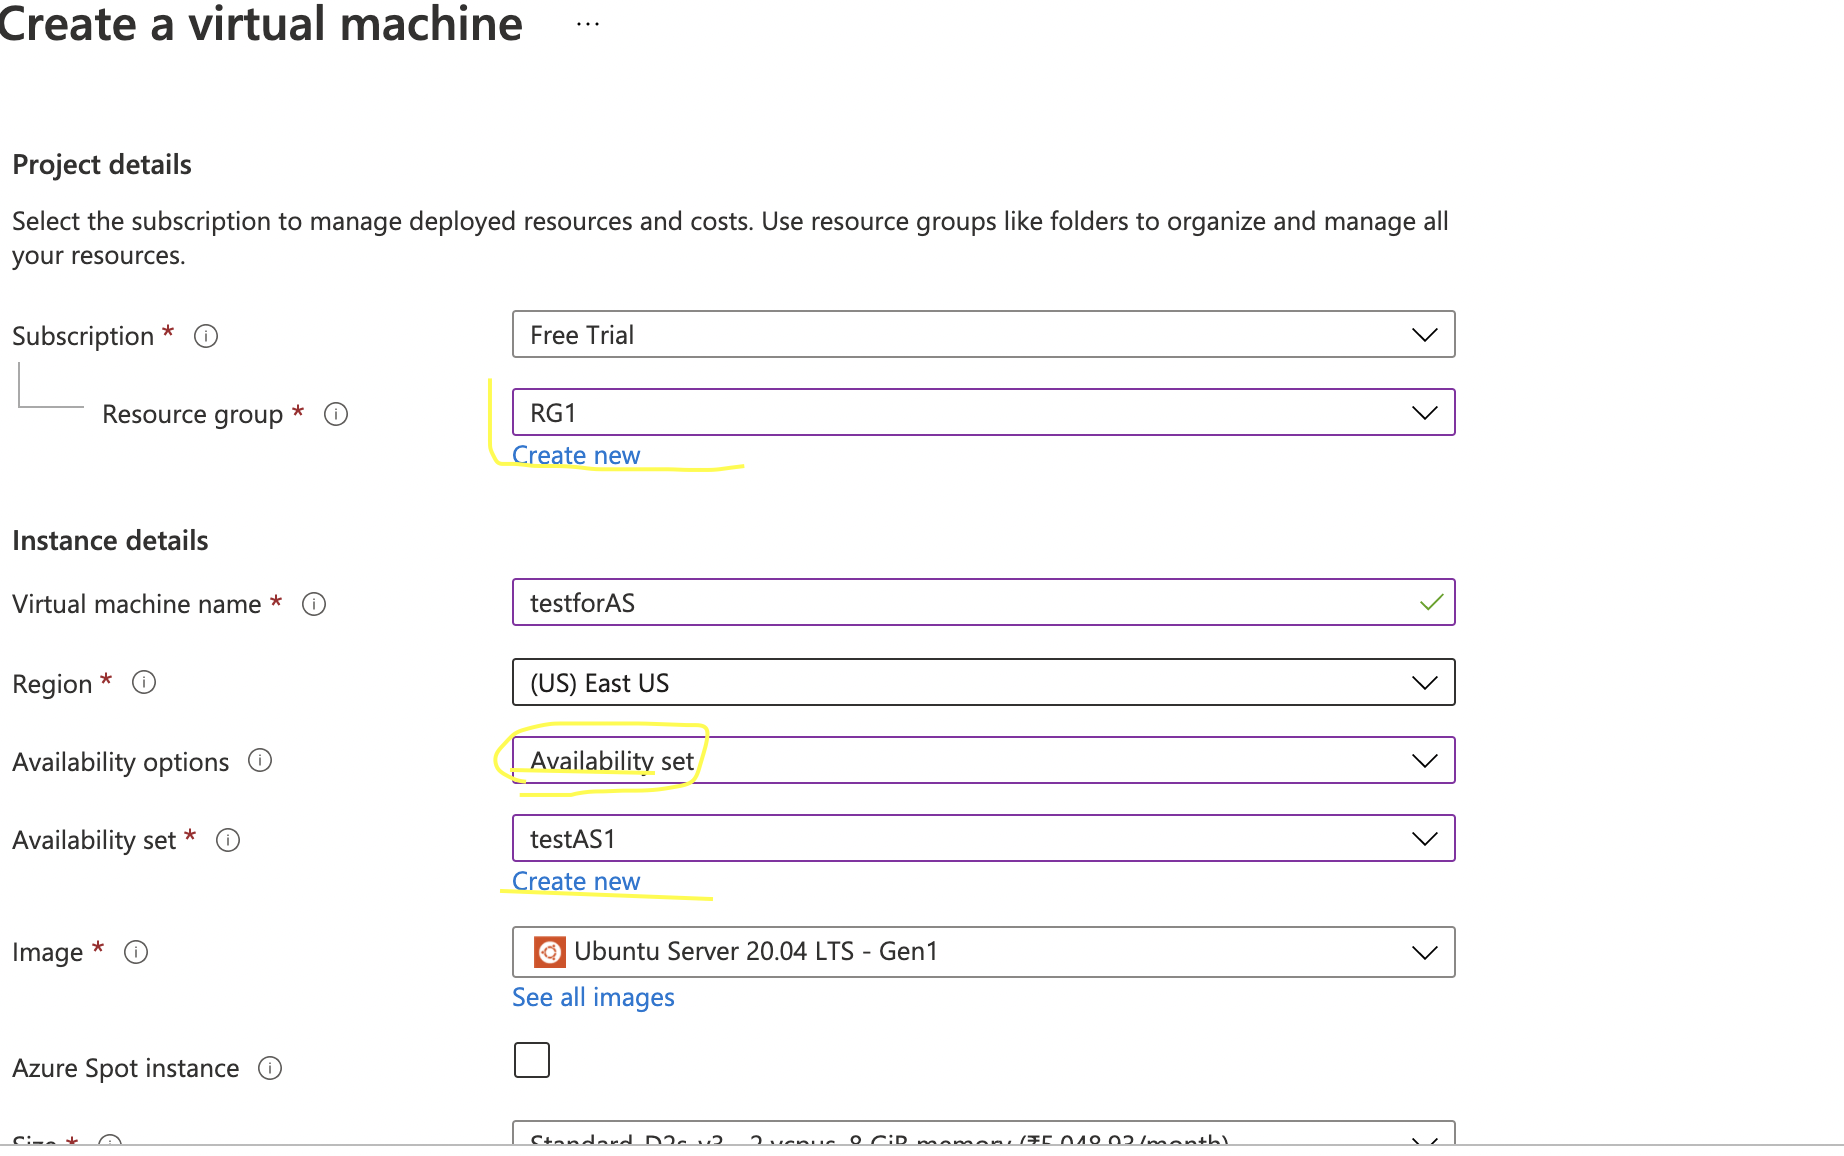 Create a virtual machine ...
Project details
Select the subscription to manage deployed resources and costs. Use resource groups like folders to organize and manage all
your resources.
Subscription * i
Free Trial
Resource group * i
RG1
Create new
Instance details
Virtual machine name * i
testforAS
Region * i
(US) East US
Availability options i
Availability set
Availability set * i
testAS1
Create new
Image * i
Ubuntu Server 20.04 LTS - Gen1
See all images
Azure Spot instance i
Size * i
Standard_D2s_v3 - 2 vcpus, 8 GiB memory (₹5,048.93/month)